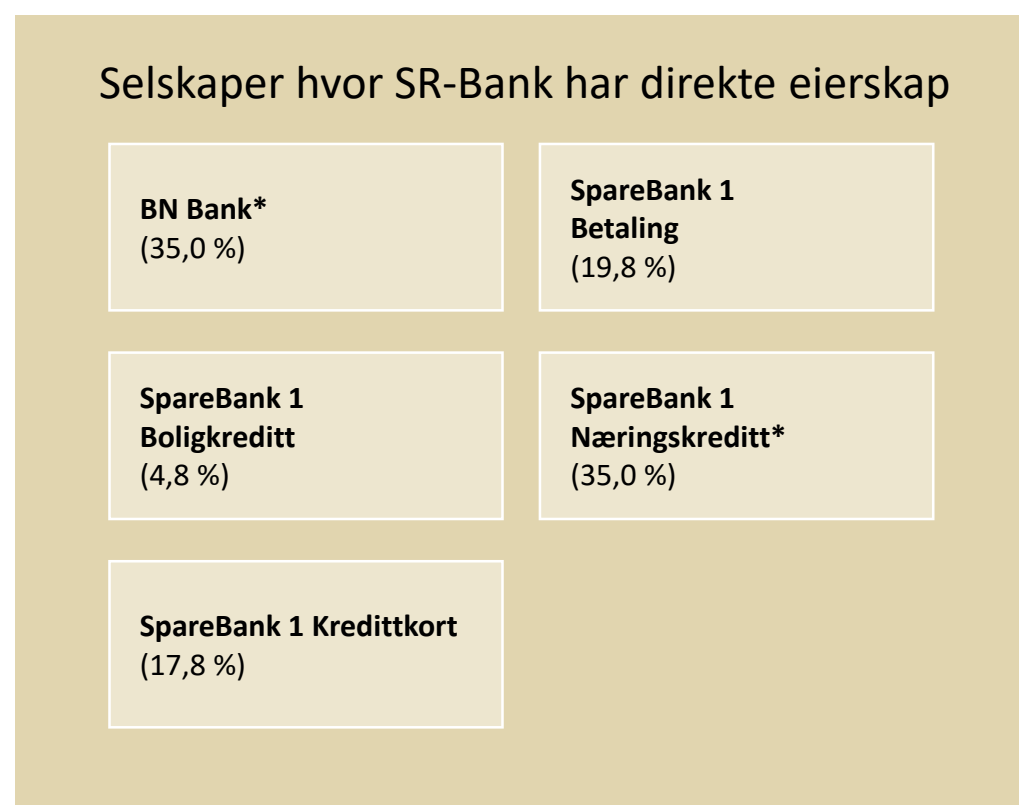 Selskaper hvor SR-Bank har direkte eierskap
BN Bank*
(35,0 %)
SpareBank 1
Betaling
(19,8 %)
SpareBank 1
Boligkreditt
(4,8 %)
SpareBank 1
Næringskreditt*
(35,0 %)
SpareBank 1 Kredittkort
(17,8 %)